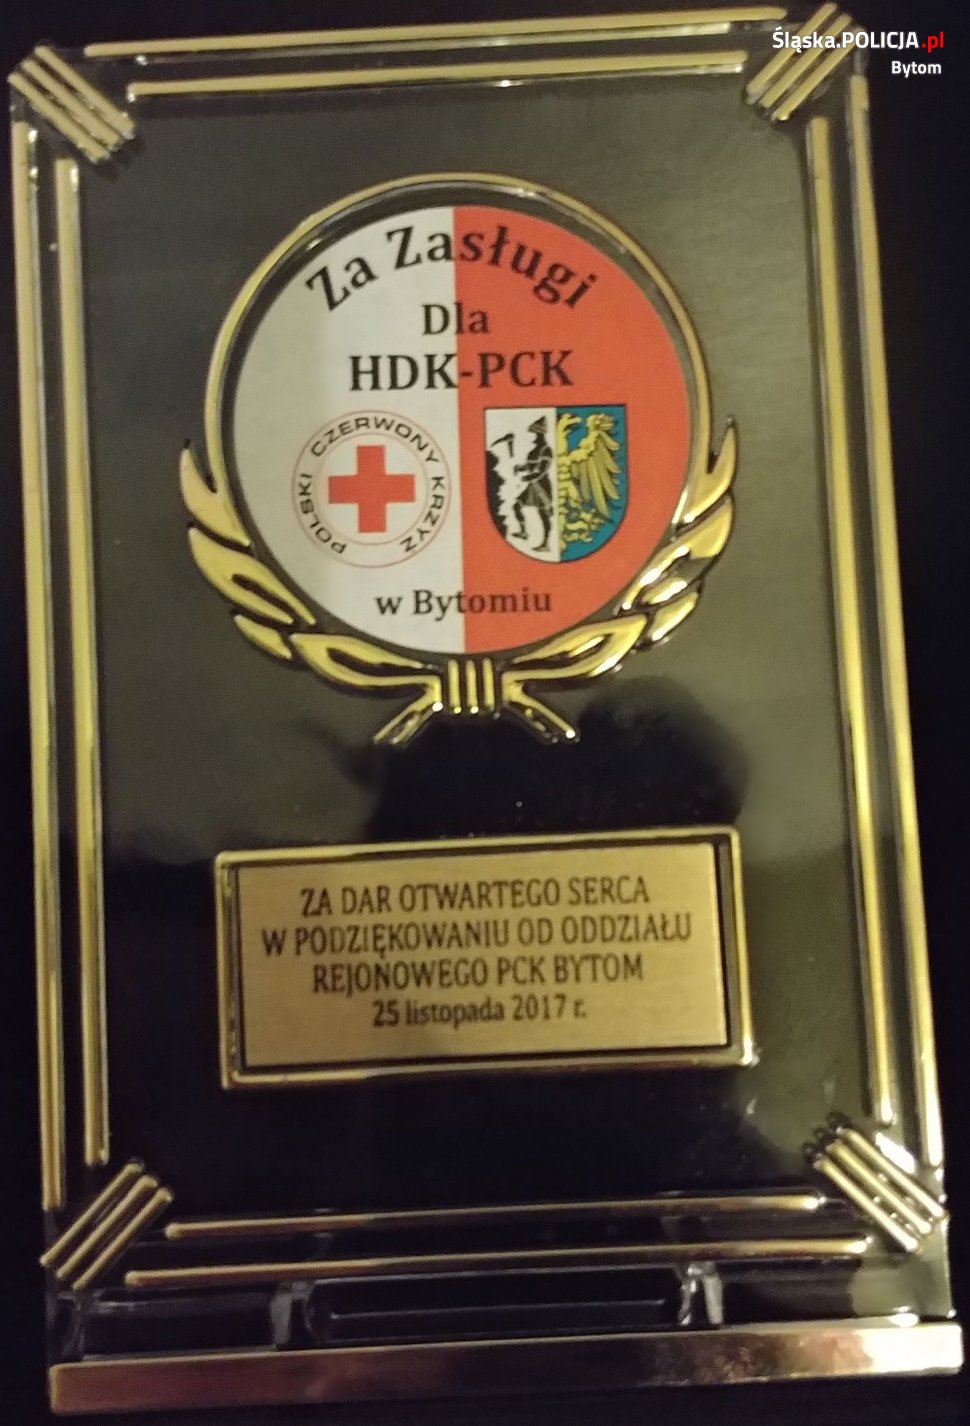 Śląska.POLICJA.pl
Bytom
Za Zasługi
Dla
HDK-PCK
POLSKI CZERWONY KRZYŻ
w Bytomiu
ZA DAR OTWARTEGO SERCA
W PODZIĘKOWANIU OD ODDZIAŁU
REJONOWEGO PCK BYTOM
25 listopada 2017 r.